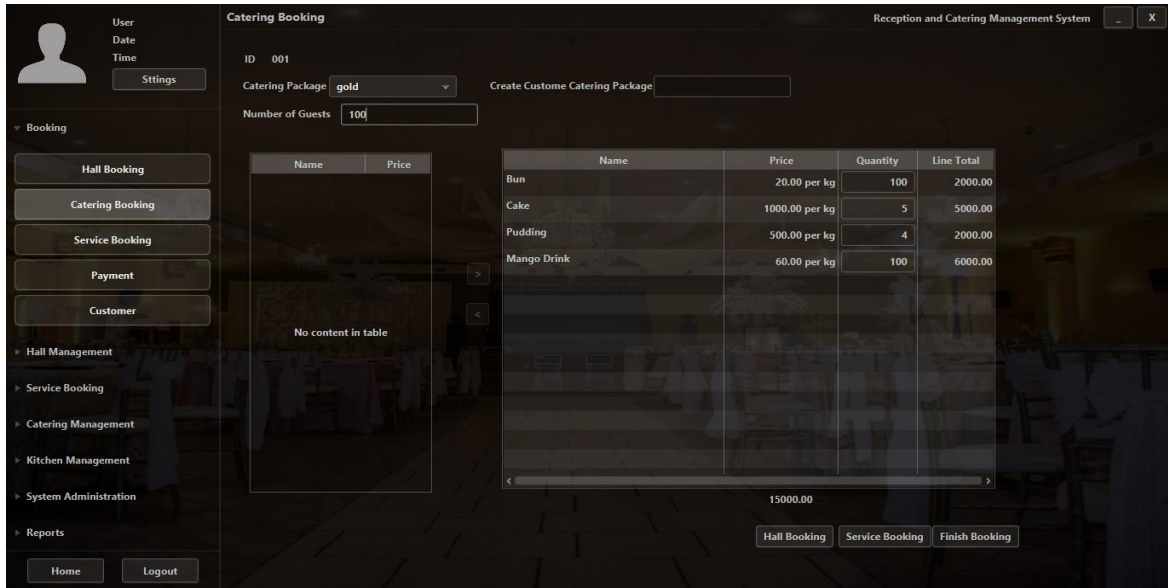 User
Date
Time
Sttings
Booking
Hall Booking
Catering Booking
Service Booking
Payment
Customer
Hall Management
Service Booking
Catering Management
Kitchen Management
System Administration
Reports
Home Logout
Catering Booking Reception and Catering Management System _ X
ID 001
Catering Package gold Create Custome Catering Package
Number of Guests 100
Name Price
No content in table
>
<
Name Price Quantity Line Total
Bun 20.00 per kg 100 2000.00
Cake 1000.00 per kg 5 5000.00
Pudding 500.00 per kg 4 2000.00
Mango Drink 60.00 per kg 100 6000.00
15000.00
Hall Booking Service Booking Finish Booking